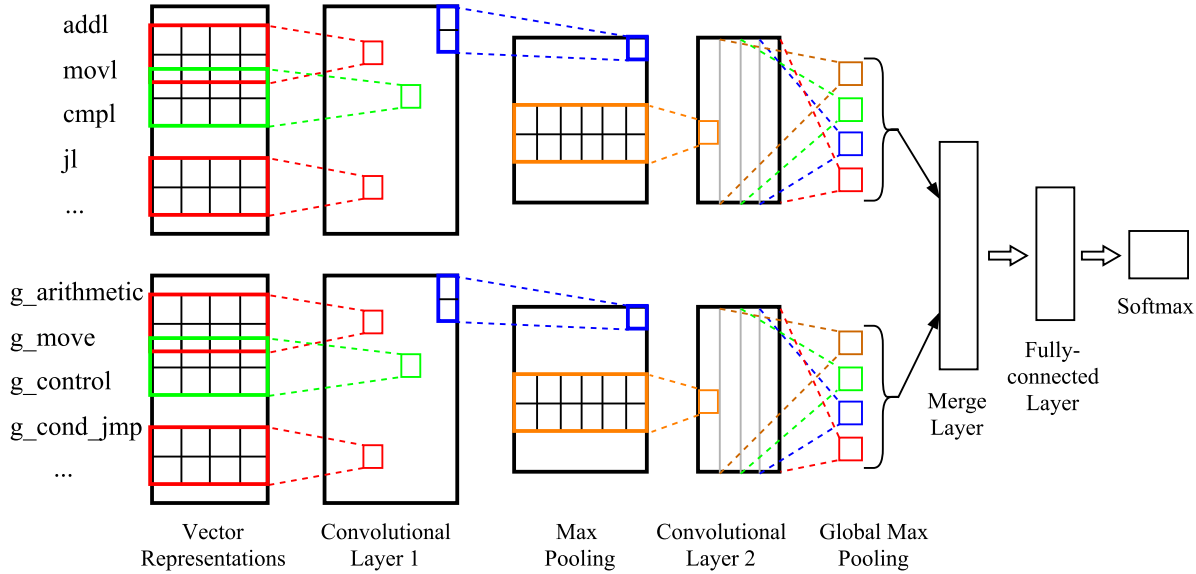 addl
movl
cmpl
jl
...
g_arithmetic
g_move
g_control
g_cond_jmp
...
Vector
Representations
Convolutional
Layer 1
Max
Pooling
Convolutional
Layer 2
Global Max
Pooling
Merge
Layer
Fully-
connected
Layer
Softmax